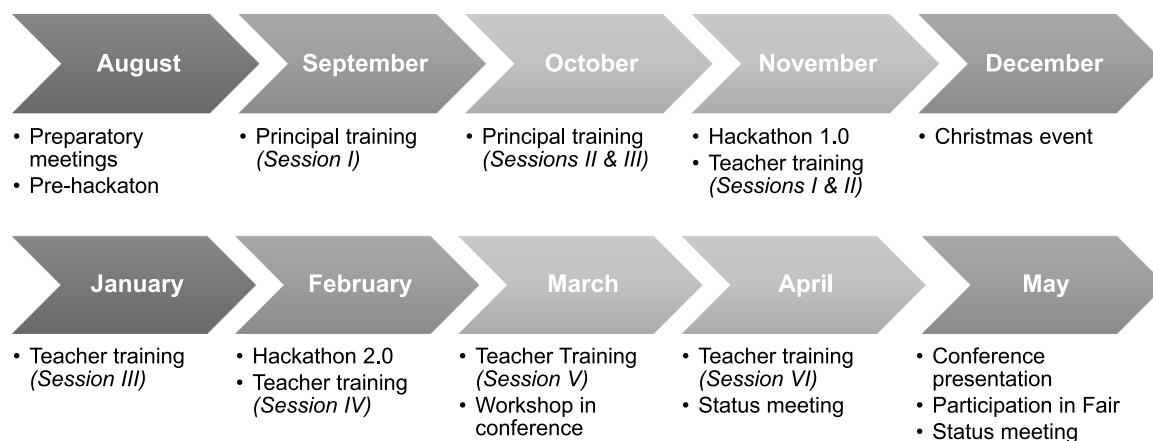 August
September
October
November
December
• Preparatory
meetings
• Pre-hackaton
• Principal training
(Session I)
• Principal training
(Sessions II & III)
• Hackathon 1.0
• Teacher training
(Sessions I & II)
• Christmas event
January
February
March
April
May
• Teacher training
(Session III)
• Hackathon 2.0
• Teacher training
(Session IV)
• Teacher Training
(Session V)
• Workshop in
conference
• Teacher training
(Session VI)
• Status meeting
• Conference
presentation
• Participation in Fair
• Status meeting